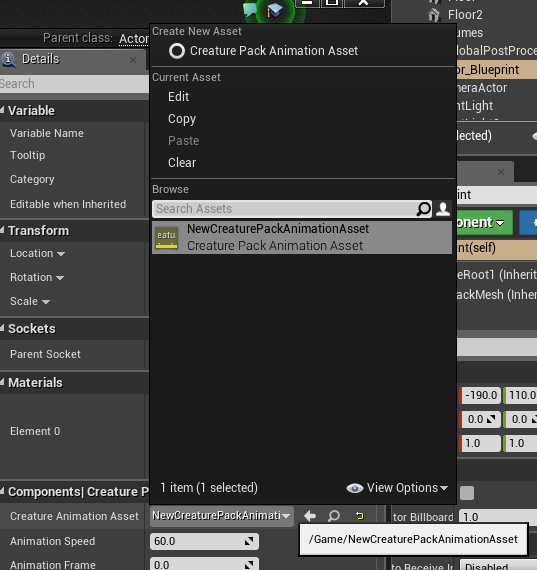 Parent class: Actor
Details
Search
Variable
Variable Name
Tooltip
Category
Editable when Inherited
Transform
Location
Rotation
Scale
Sockets
Parent Socket
Materials
Element 0
Components| Creature P
Creature Animation Asset
NewCreaturePackAnimati
Animation Speed
60.0
Animation Frame
0.0
Create New Asset
Creature Pack Animation Asset
Current Asset
Edit
Copy
Paste
Clear
Browse
Search Assets
eatu
NewCreaturePackAnimationAsset
Creature Pack Animation Asset
1 item (1 selected)
View Options
/Game/NewCreaturePackAnimationAsset
Floor2
umes
GlobalPostProce
or_Blueprint
meraActor
ntLight
lected)
int
onent
nt(self)
eRoot1 (Inherit
ackMesh (Inher
-190.0
110.0
0.0
0.0
1.0
1.0
tor Billboard
1.0
to Receive In
Disabled